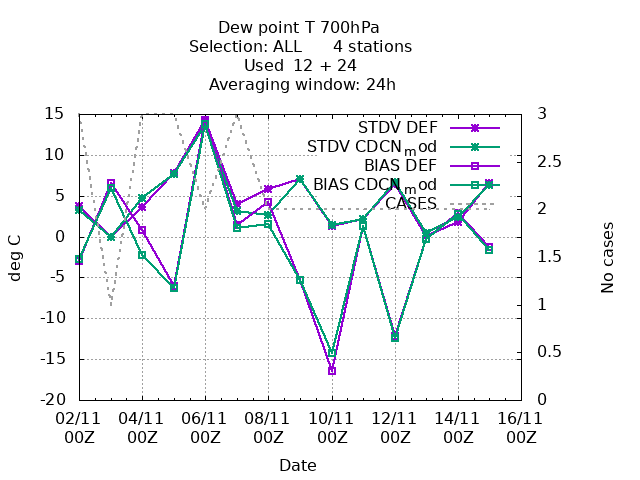 Dew point T 700hPa
Selection: ALL 4 stations
Used 12 + 24
Averaging window: 24h
STDV DEF
STDV CDCNmod
BIAS DEF
BIAS CDCNmod
CASES
15
10
5
0
-5
-10
-15
-20
3
2.5
2
1.5
1
0.5
0
deg C
No cases
02/11 04/11 06/11 08/11 10/11 12/11 14/11 16/11
00Z 00Z 00Z 00Z 00Z 00Z 00Z 00Z
Date